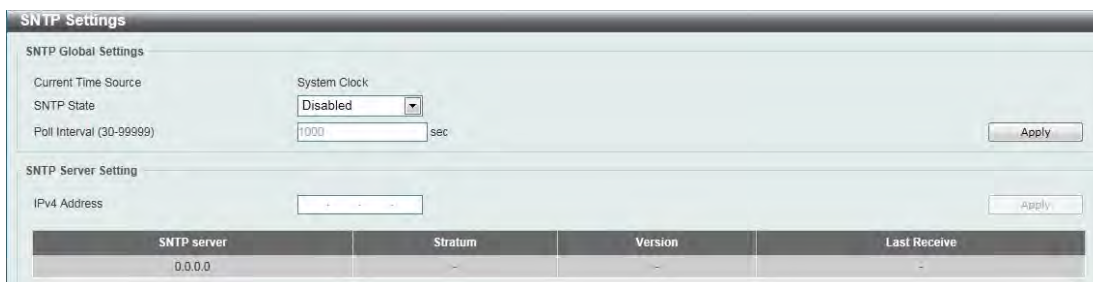 SNTP Settings
SNTP Global Settings
Current Time Source System Clock
SNTP State Disabled
Poll Interval (30-99999) 1000 sec Apply
SNTP Server Setting
IPv4 Address . . . Apply
SNTP server Stratum Version Last Receive
0.0.0.0 - - -